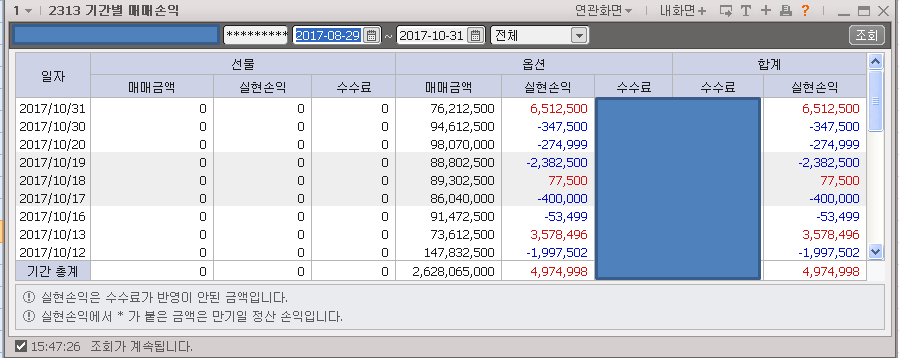 1 2313 기간별 매매손익 연관화면 내화면+ T + ?
********* 2017-08-29 ~ 2017-10-31 전체 조회
일자 선물 옵션 합계
매매금액 실현손익 수수료 매매금액 실현손익 수수료 수수료 실현손익
2017/10/31 0 0 0 76,212,500 6,512,500 6,512,500
2017/10/30 0 0 0 94,612,500 -347,500 -347,500
2017/10/20 0 0 0 98,070,000 -274,999 -274,999
2017/10/19 0 0 0 88,802,500 -2,382,500 -2,382,500
2017/10/18 0 0 0 89,302,500 77,500 77,500
2017/10/17 0 0 0 86,040,000 -400,000 -400,000
2017/10/16 0 0 0 91,472,500 -53,499 -53,499
2017/10/13 0 0 0 73,612,500 3,578,496 3,578,496
2017/10/12 0 0 0 147,832,500 -1,997,502 -1,997,502
기간 총계 0 0 0 2,628,065,000 4,974,998 4,974,998
① 실현손익은 수수료가 반영이 안된 금액입니다.
① 실현손익에서 * 가 붙은 금액은 만기일 정산 손익입니다.
15:47:26 조회가 계속됩니다.